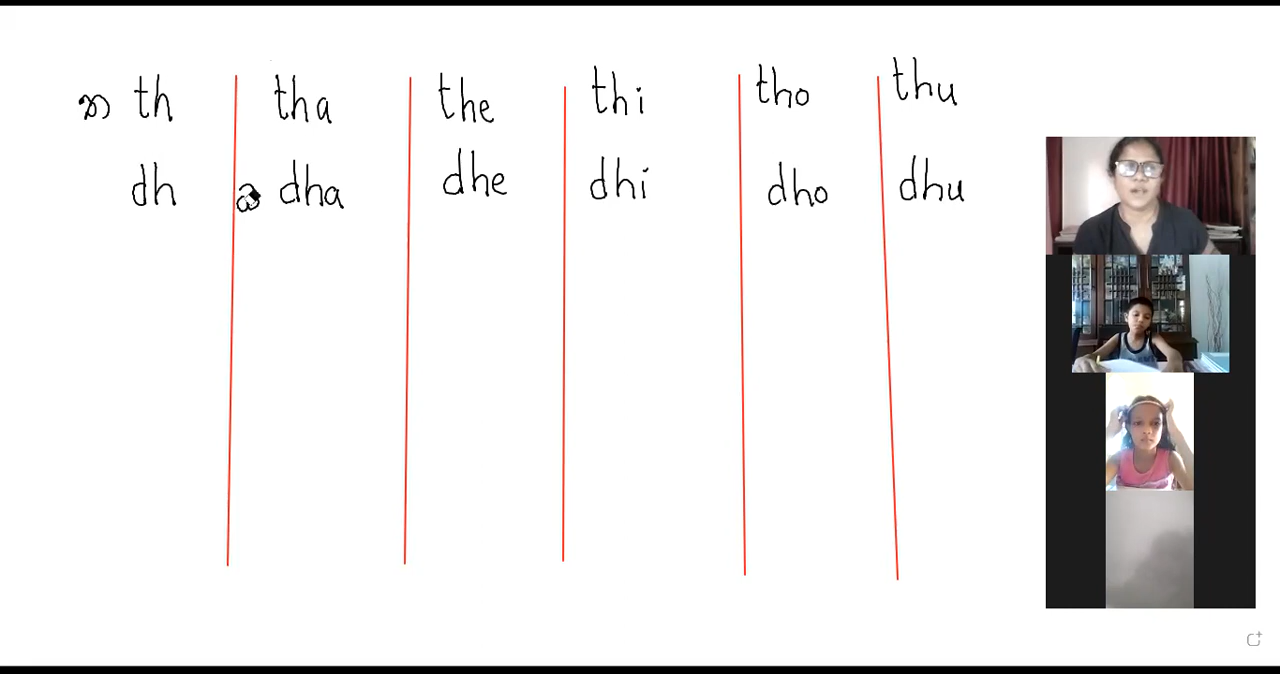 ත් th tha the thi tho thu
dh ද dha dhe dhi dho dhu